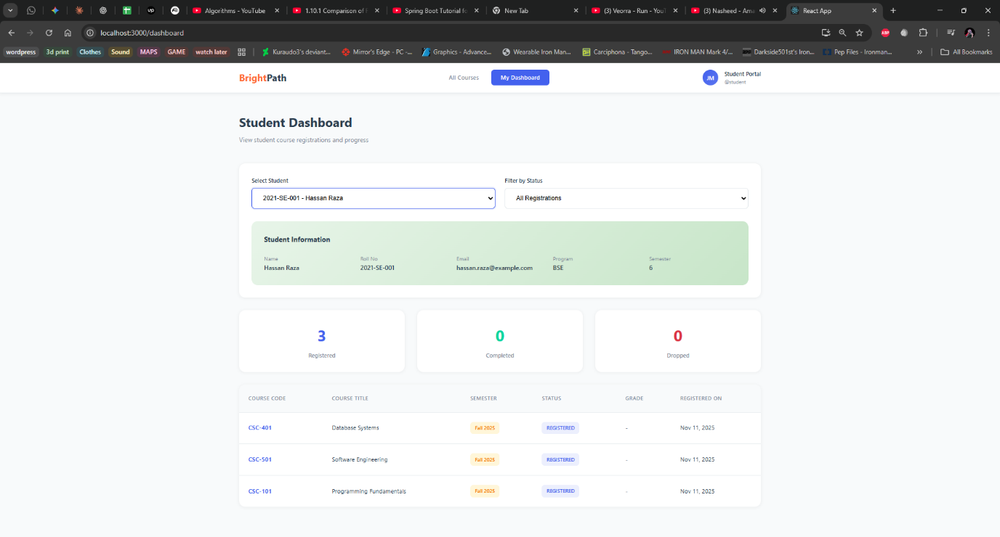 Algorithms - YouTube
1.10.1 Comparison of F
Spring Boot Tutorial fo
New Tab
(3) Veorra - Run - YouT
(3) Nasheed - Ama
React App
localhost:3000/dashboard
ABP
wordpress
3d print
Clothes
Sound
MAPS
GAME
watch later
Kuraudo3's deviant...
Mirror's Edge - PC -...
Graphics - Advance...
Wearable Iron Man...
Carciphona - Tango...
IRON MAN Mark 4/...
Darkside501st's Iron...
Pep Files - Ironman...
All Bookmarks
BrightPath
All Courses
My Dashboard
JM
Student Portal
@student
Student Dashboard
View student course registrations and progress
Select Student
Filter by Status
2021-SE-001 - Hassan Raza
All Registrations
Student Information
Name
Roll No
Email
Program
Semester
Hassan Raza
2021-SE-001
hassan.raza@example.com
BSE
6
3
0
0
Registered
Completed
Dropped
COURSE CODE
COURSE TITLE
SEMESTER
STATUS
GRADE
REGISTERED ON
CSC-401
Database Systems
Fall 2025
REGISTERED
-
Nov 11, 2025
CSC-501
Software Engineering
Fall 2025
REGISTERED
-
Nov 11, 2025
CSC-101
Programming Fundamentals
Fall 2025
REGISTERED
-
Nov 11, 2025